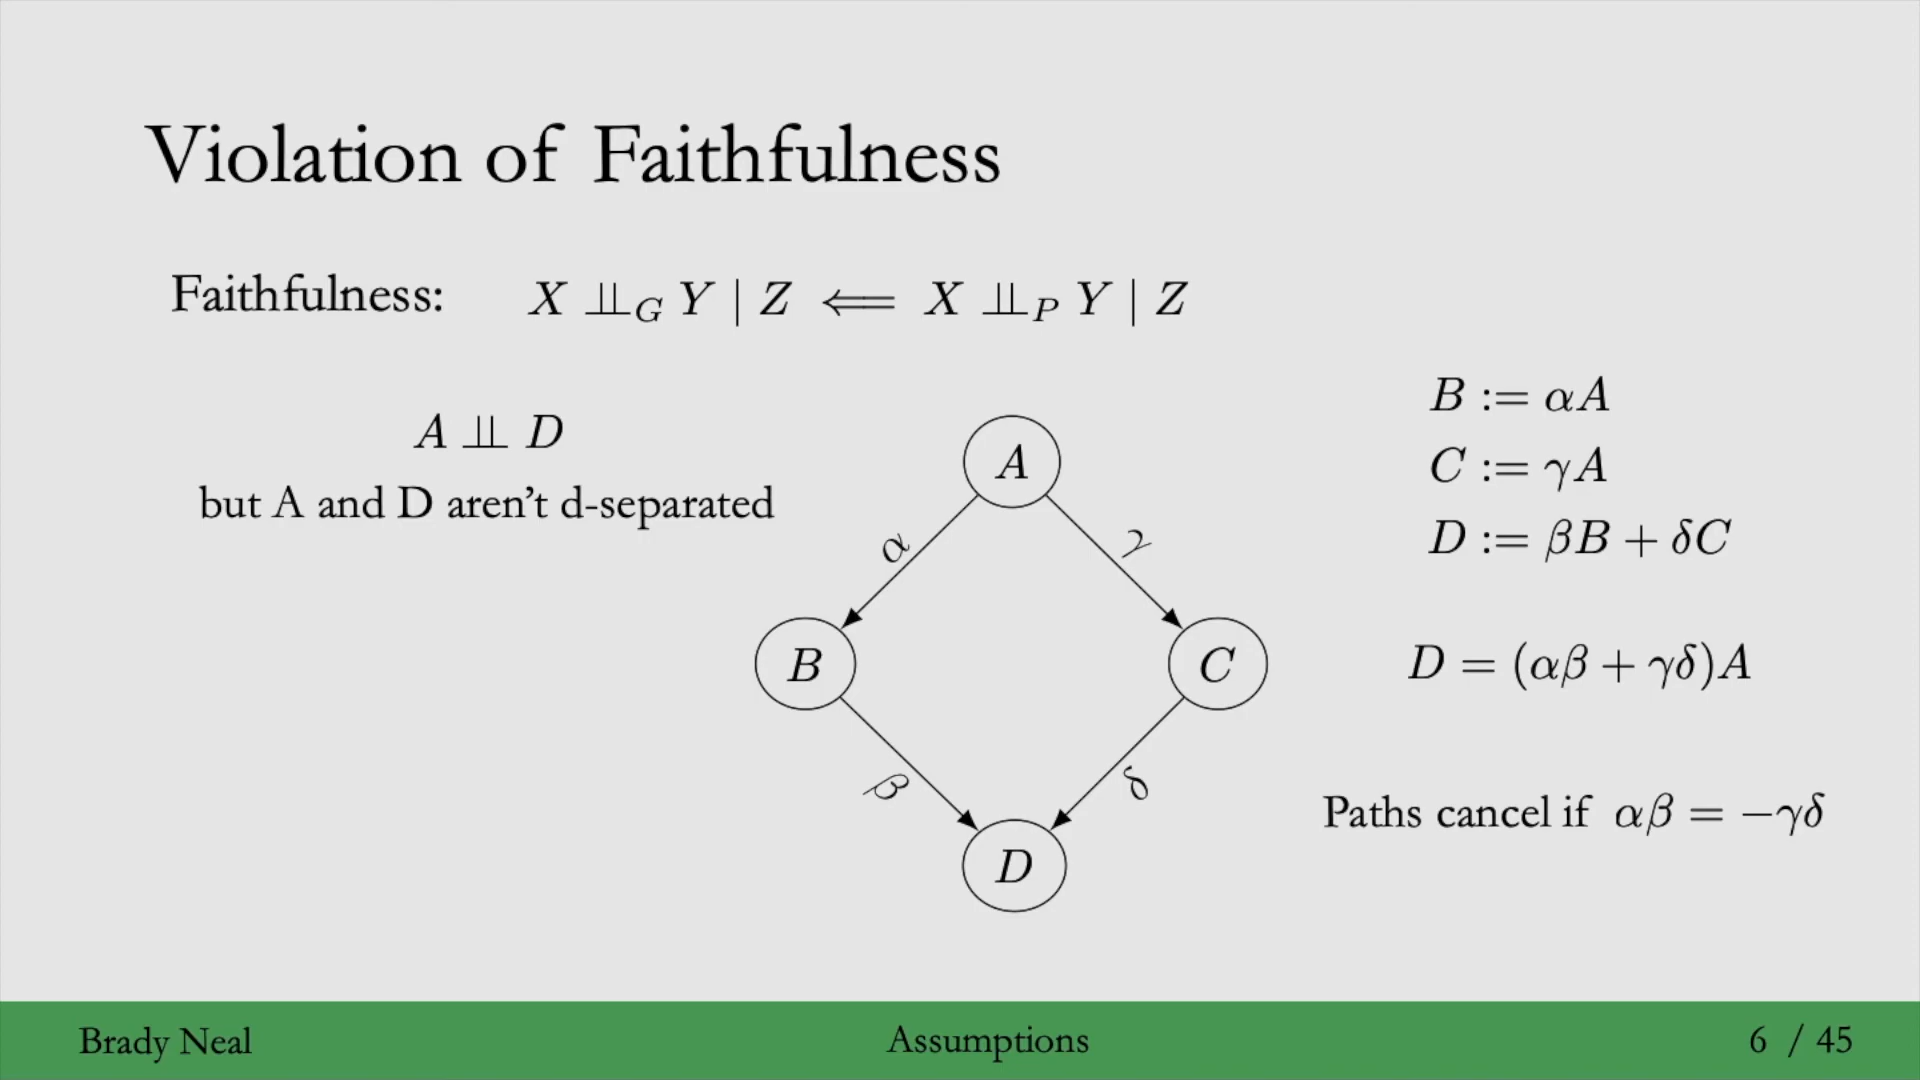 Violation of Faithfulness
Faithfulness: X ⫫_G Y | Z ⟸ X ⫫_P Y | Z
A ⫫ D
but A and D aren't d-separated
A
α
γ
B
C
β
δ
D
B := αA
C := γA
D := βB + δC
D = (αβ + γδ)A
Paths cancel if αβ = −γδ
Brady Neal
Assumptions
6 / 45